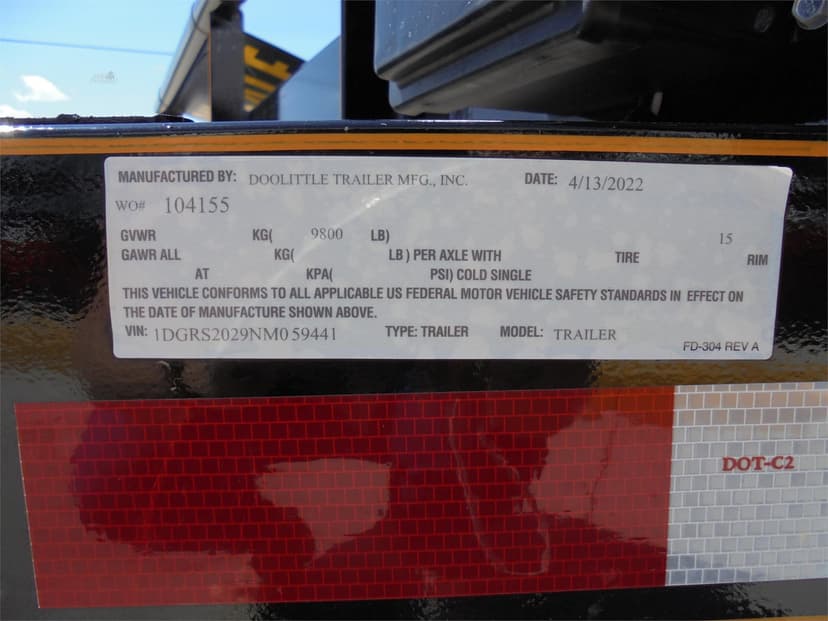 MANUFACTURED BY: DOOLITTLE TRAILER MFG., INC. DATE: 4/13/2022
WO# 104155
GVWR KG( 9800 LB) 15
GAWR ALL KG( LB ) PER AXLE WITH TIRE RIM
AT KPA( PSI) COLD SINGLE
THIS VEHICLE CONFORMS TO ALL APPLICABLE US FEDERAL MOTOR VEHICLE SAFETY STANDARDS IN EFFECT ON
THE DATE OF MANUFACTURE SHOWN ABOVE.
VIN: 1DGRS2029NM059441 TYPE: TRAILER MODEL: TRAILER
FD-304 REV A
DOT-C2